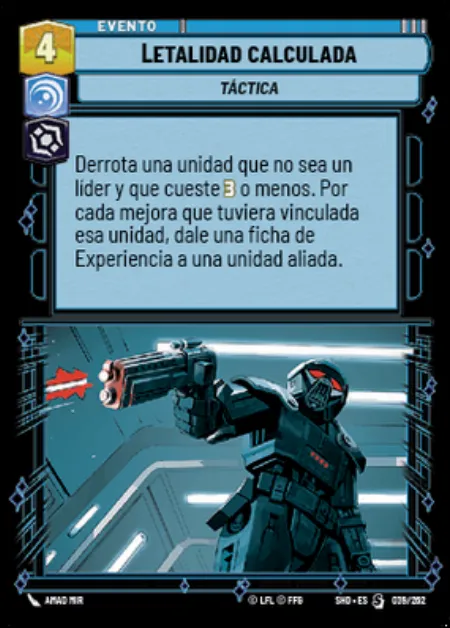 EVENTO
4
LETALIDAD CALCULADA
TÁCTICA
Derrota una unidad que no sea un
líder y que cueste 3 o menos. Por
cada mejora que tuviera vinculada
esa unidad, dale una ficha de
Experiencia a una unidad aliada.
AMAD MIR
© LFL © FFG
SHD • ES
039/262